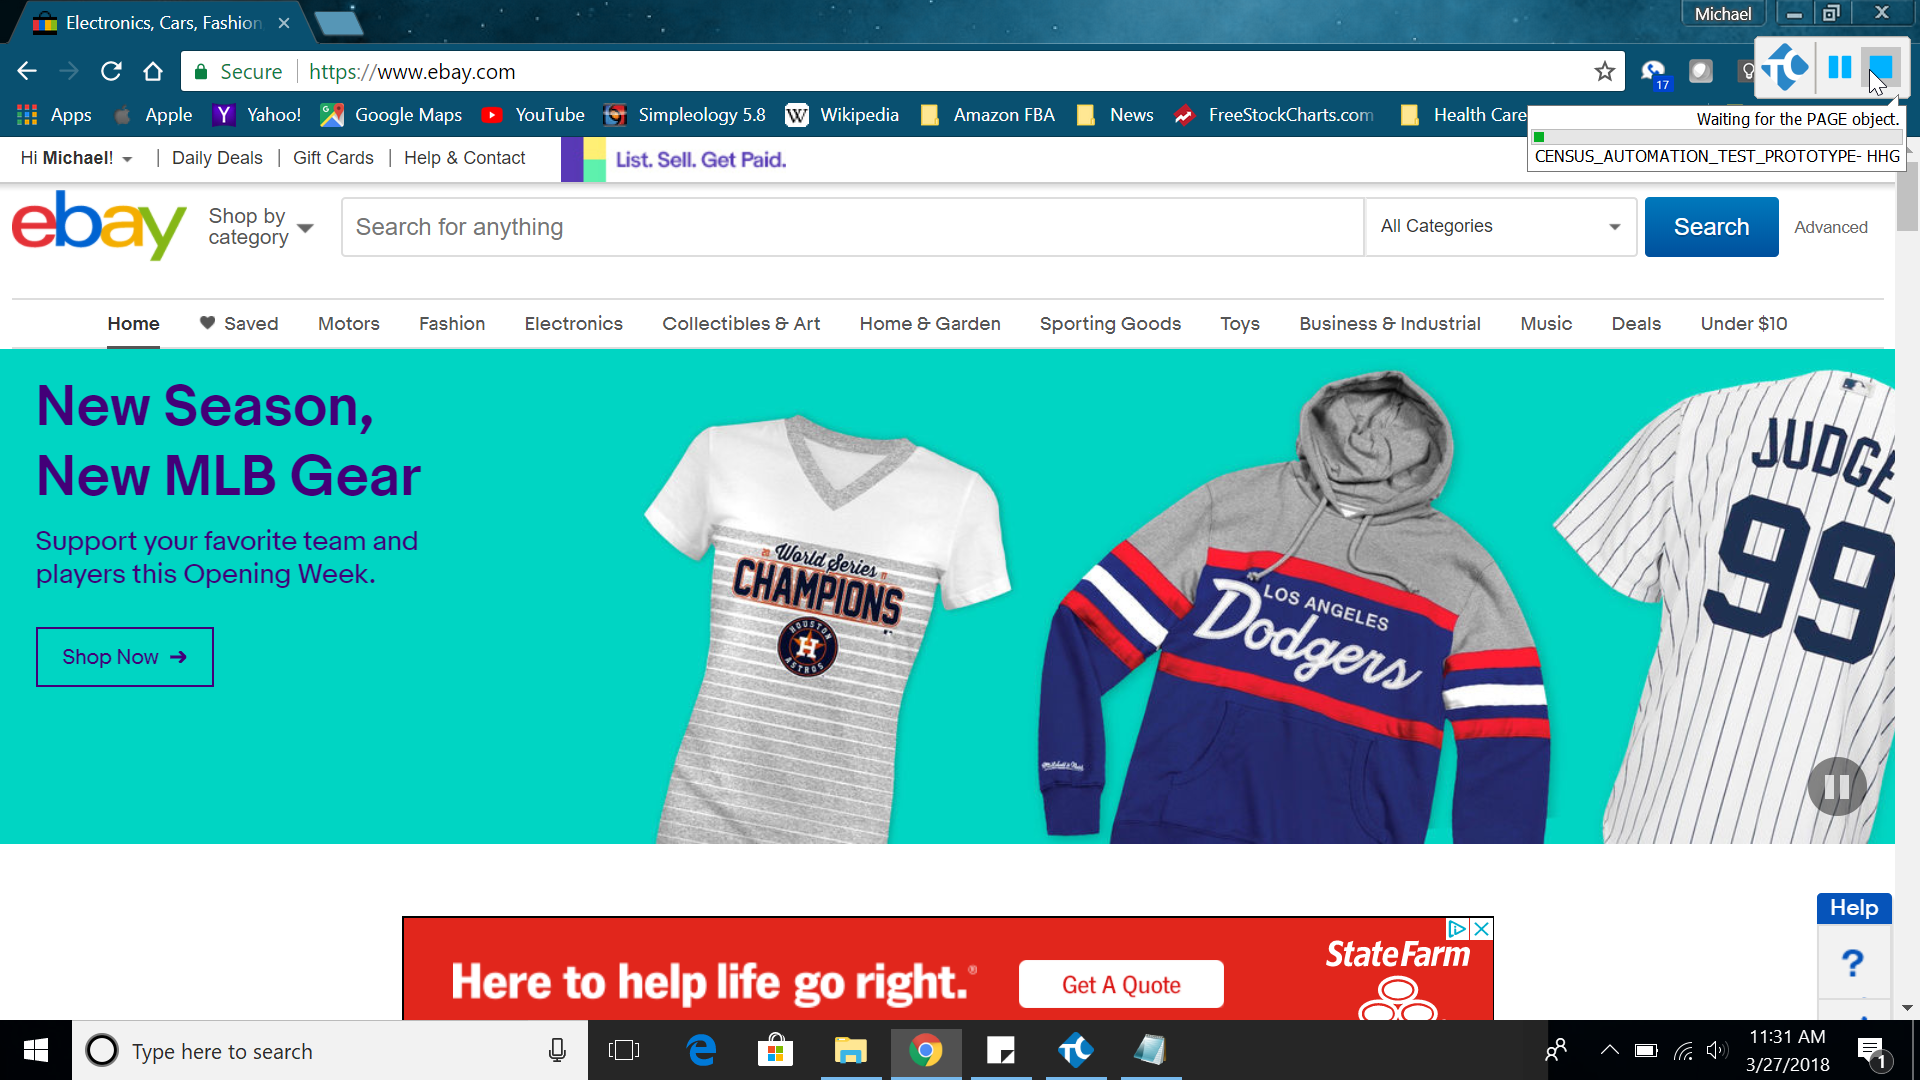 Electronics, Cars, Fashion
Michael
Secure
https://www.ebay.com
17
Apps
Apple
Yahoo!
Google Maps
YouTube
Simpleology 5.8
W
Wikipedia
Amazon FBA
News
FreeStockCharts.com
Health Care
Waiting for the PAGE object.
CENSUS_AUTOMATION_TEST_PROTOTYPE- HHG
Hi Michael!
Daily Deals
Gift Cards
Help & Contact
List. Sell. Get Paid.
ebay
Shop by
category
Search for anything
All Categories
Search
Advanced
Home
Saved
Motors
Fashion
Electronics
Collectibles & Art
Home & Garden
Sporting Goods
Toys
Business & Industrial
Music
Deals
Under $10
New Season,
New MLB Gear
Support your favorite team and
players this Opening Week.
Shop Now
20 World Series 17
CHAMPIONS
HOUSTON
H
ASTROS
LOS ANGELES
Dodgers
JUDGE
99
Here to help life go right.®
Get A Quote
State Farm
Help
?
Type here to search
11:31 AM
3/27/2018
1